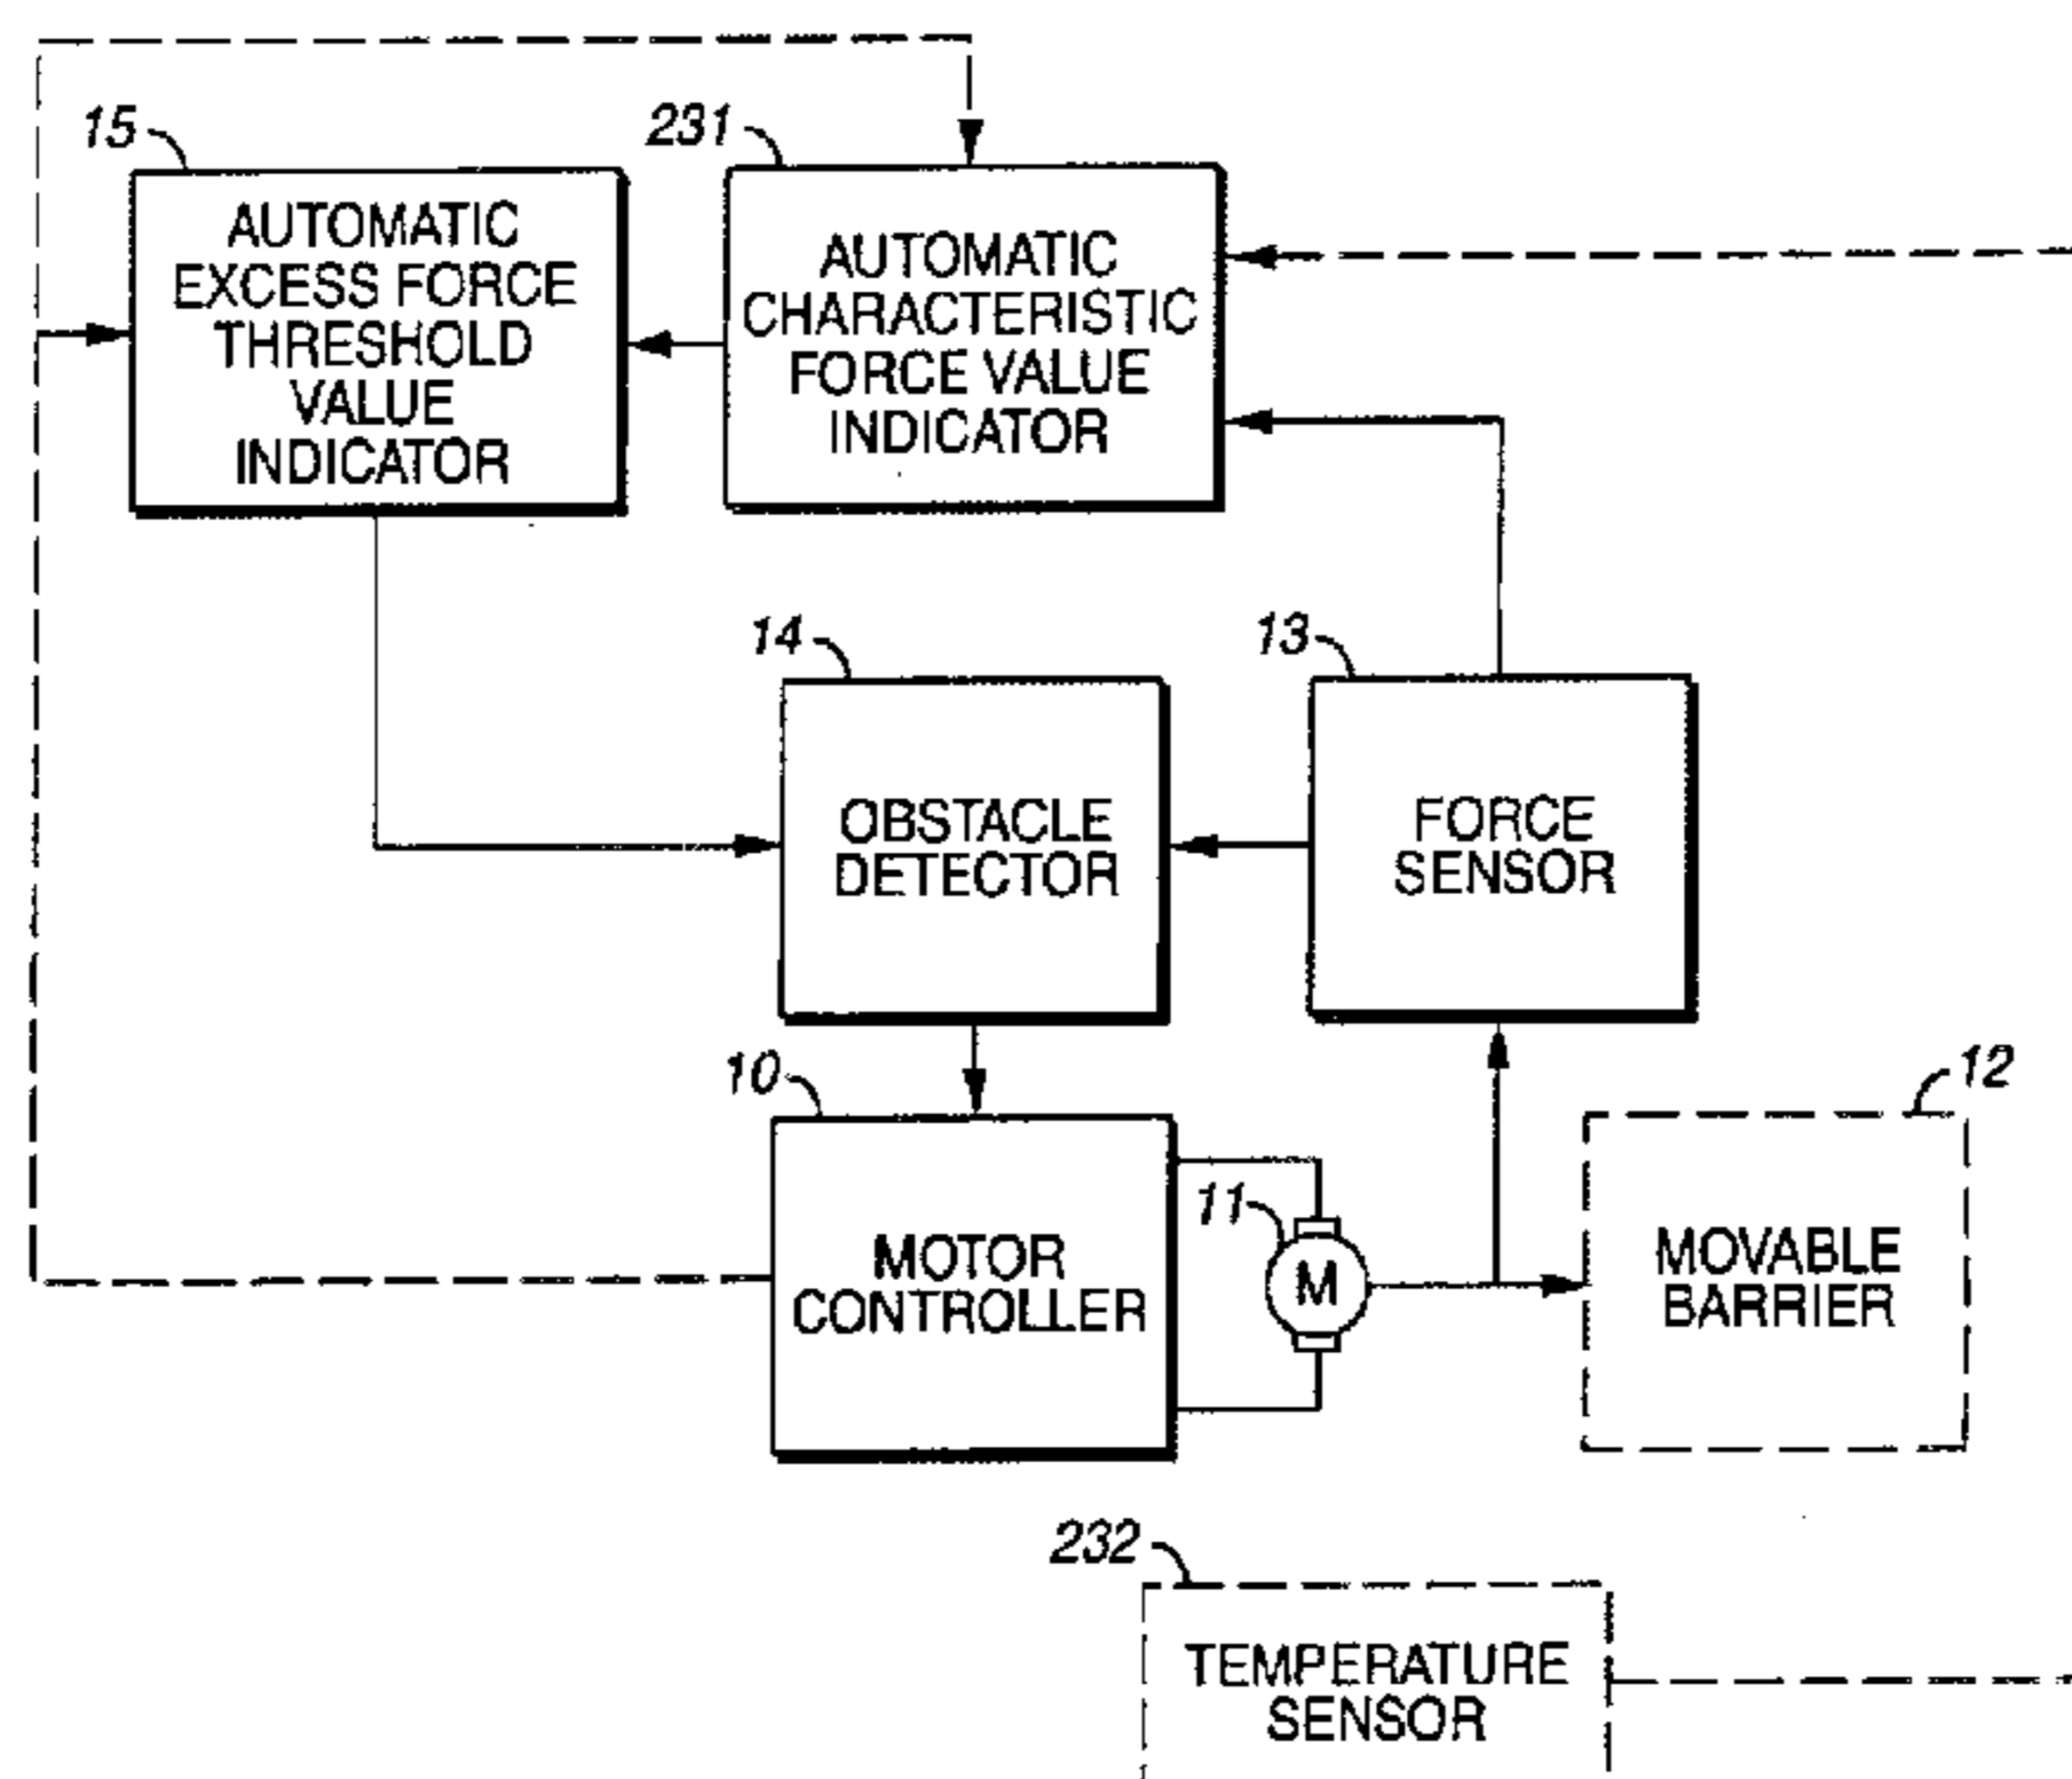 15
AUTOMATIC
EXCESS FORCE
THRESHOLD
VALUE
INDICATOR
231
AUTOMATIC
CHARACTERISTIC
FORCE VALUE
INDICATOR
14
OBSTACLE
DETECTOR
13
FORCE
SENSOR
10
MOTOR
CONTROLLER
11
M
12
MOVABLE
BARRIER
232
TEMPERATURE
SENSOR